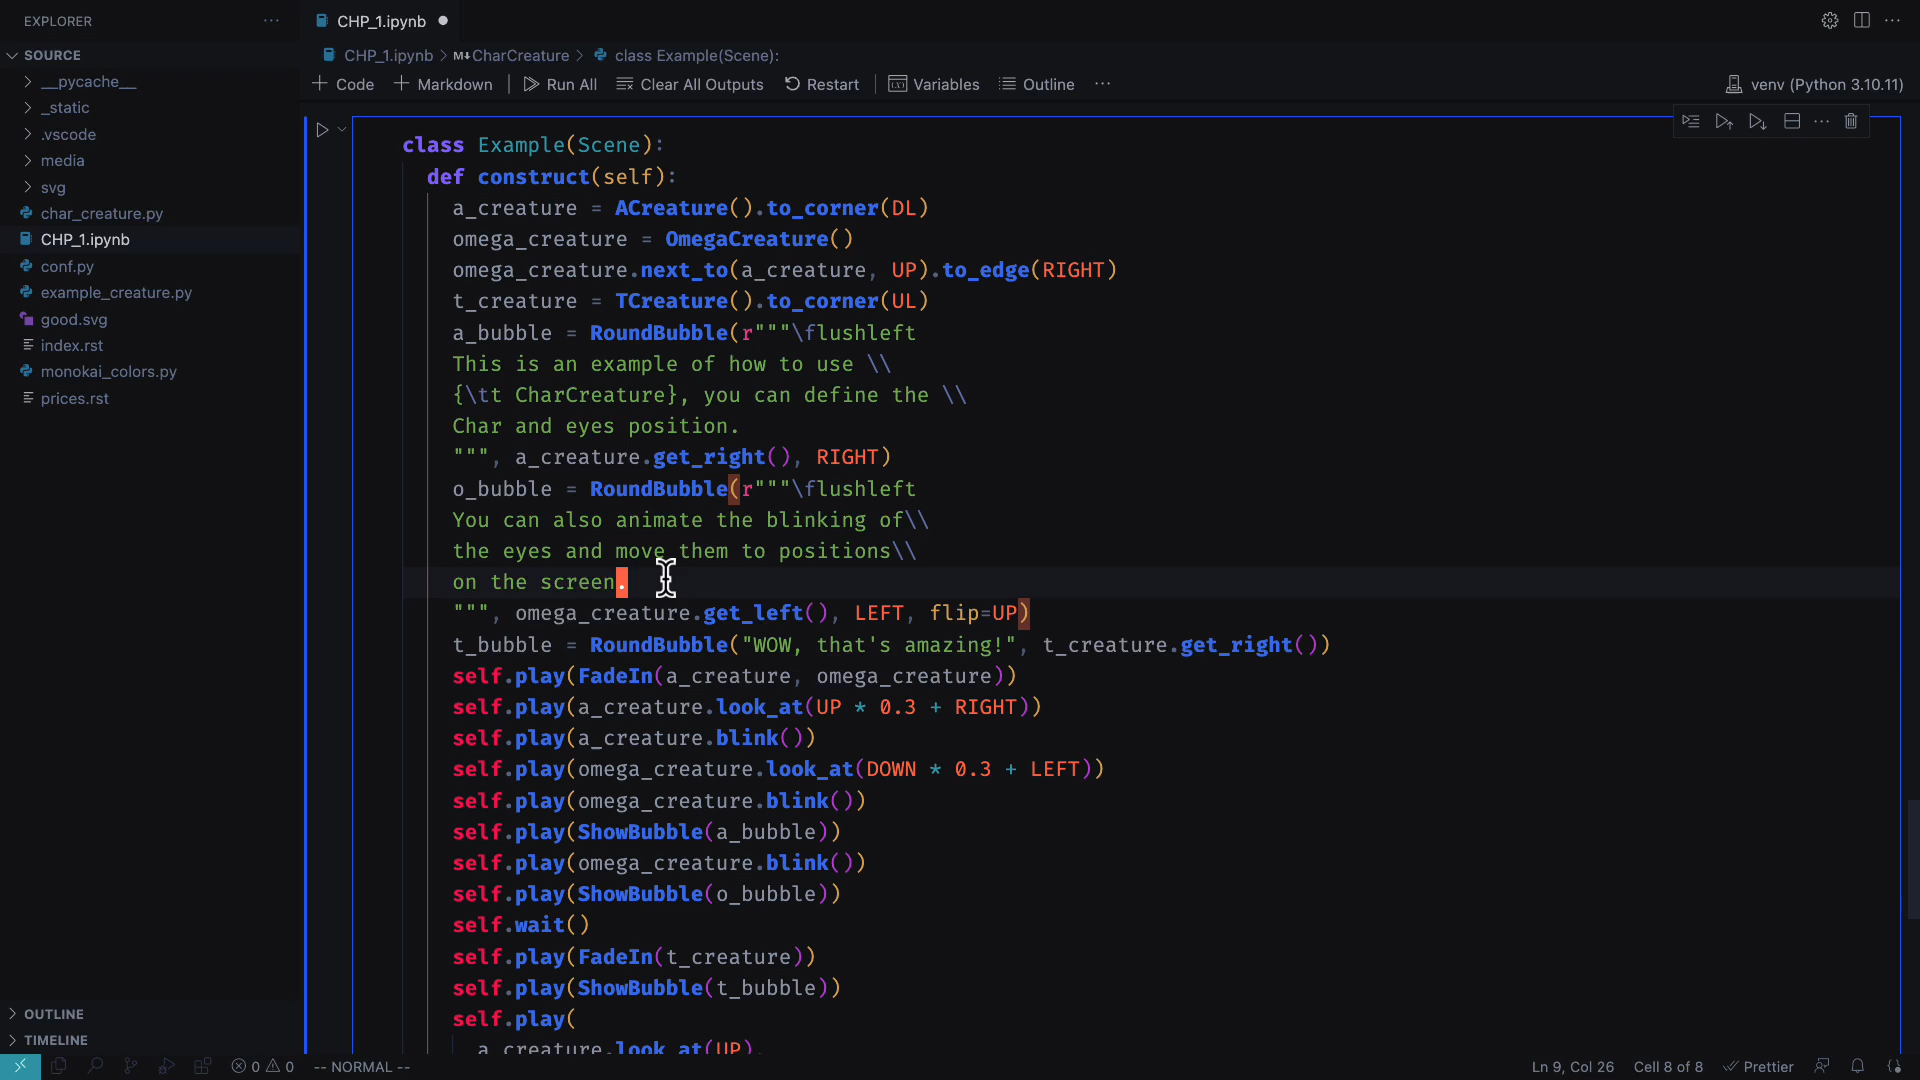 EXPLORER
SOURCE
__pycache__
_static
.vscode
media
svg
char_creature.py
CHP_1.ipynb
conf.py
example_creature.py
good.svg
index.rst
monokai_colors.py
prices.rst
OUTLINE
TIMELINE
CHP_1.ipynb
CHP_1.ipynb > M↓CharCreature > class Example(Scene):
+ Code + Markdown Run All Clear All Outputs Restart Variables Outline ···
venv (Python 3.10.11)
class Example(Scene):
def construct(self):
a_creature = ACreature().to_corner(DL)
omega_creature = OmegaCreature()
omega_creature.next_to(a_creature, UP).to_edge(RIGHT)
t_creature = TCreature().to_corner(UL)
a_bubble = RoundBubble(r"""\flushleft
This is an example of how to use \\
{\tt CharCreature}, you can define the \\
Char and eyes position.
""", a_creature.get_right(), RIGHT)
o_bubble = RoundBubble(r"""\flushleft
You can also animate the blinking of\\
the eyes and move them to positions\\
on the screen.
""", omega_creature.get_left(), LEFT, flip=UP)
t_bubble = RoundBubble("WOW, that's amazing!", t_creature.get_right())
self.play(FadeIn(a_creature, omega_creature))
self.play(a_creature.look_at(UP * 0.3 + RIGHT))
self.play(a_creature.blink())
self.play(omega_creature.look_at(DOWN * 0.3 + LEFT))
self.play(omega_creature.blink())
self.play(ShowBubble(a_bubble))
self.play(omega_creature.blink())
self.play(ShowBubble(o_bubble))
self.wait()
self.play(FadeIn(t_creature))
self.play(ShowBubble(t_bubble))
self.play(
a_creature.look_at(UP),
0 0 -- NORMAL -- Ln 9, Col 26 Cell 8 of 8 Prettier